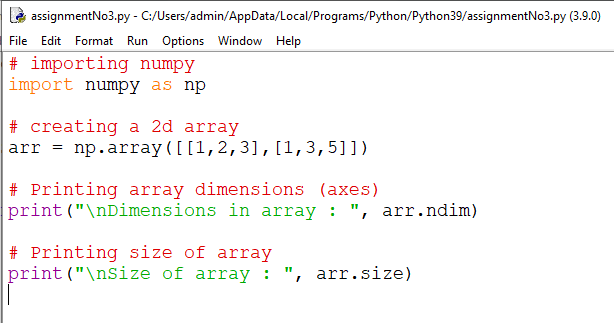 assignmentNo3.py - C:/Users/admin/AppData/Local/Programs/Python/Python39/assignmentNo3.py (3.9.0)
File Edit Format Run Options Window Help
# importing numpy
import numpy as np
# creating a 2d array
arr = np.array([[1,2,3],[1,3,5]])
# Printing array dimensions (axes)
print("\nDimensions in array : ", arr.ndim)
# Printing size of array
print("\nSize of array : ", arr.size)